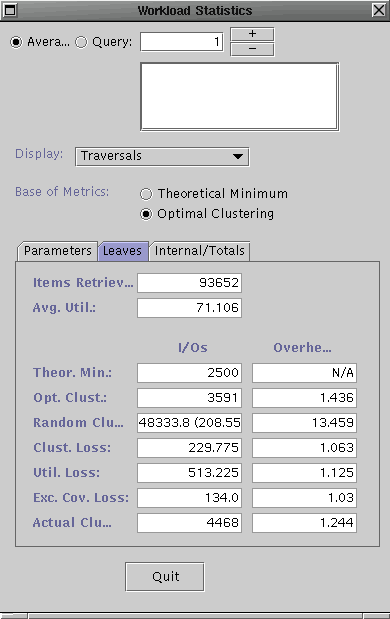 Workload Statistics
Avera... Query: 1 + −
Display: Traversals
Base of Metrics: Theoretical Minimum
Optimal Clustering
Parameters Leaves Internal/Totals
Items Retriev... 93652
Avg. Util.: 71.106
I/Os Overhe...
Theor. Min.: 2500 N/A
Opt. Clust.: 3591 1.436
Random Clu... 48333.8 (208.55 13.459
Clust. Loss: 229.775 1.063
Util. Loss: 513.225 1.125
Exc. Cov. Loss: 134.0 1.03
Actual Clu... 4468 1.244
Quit